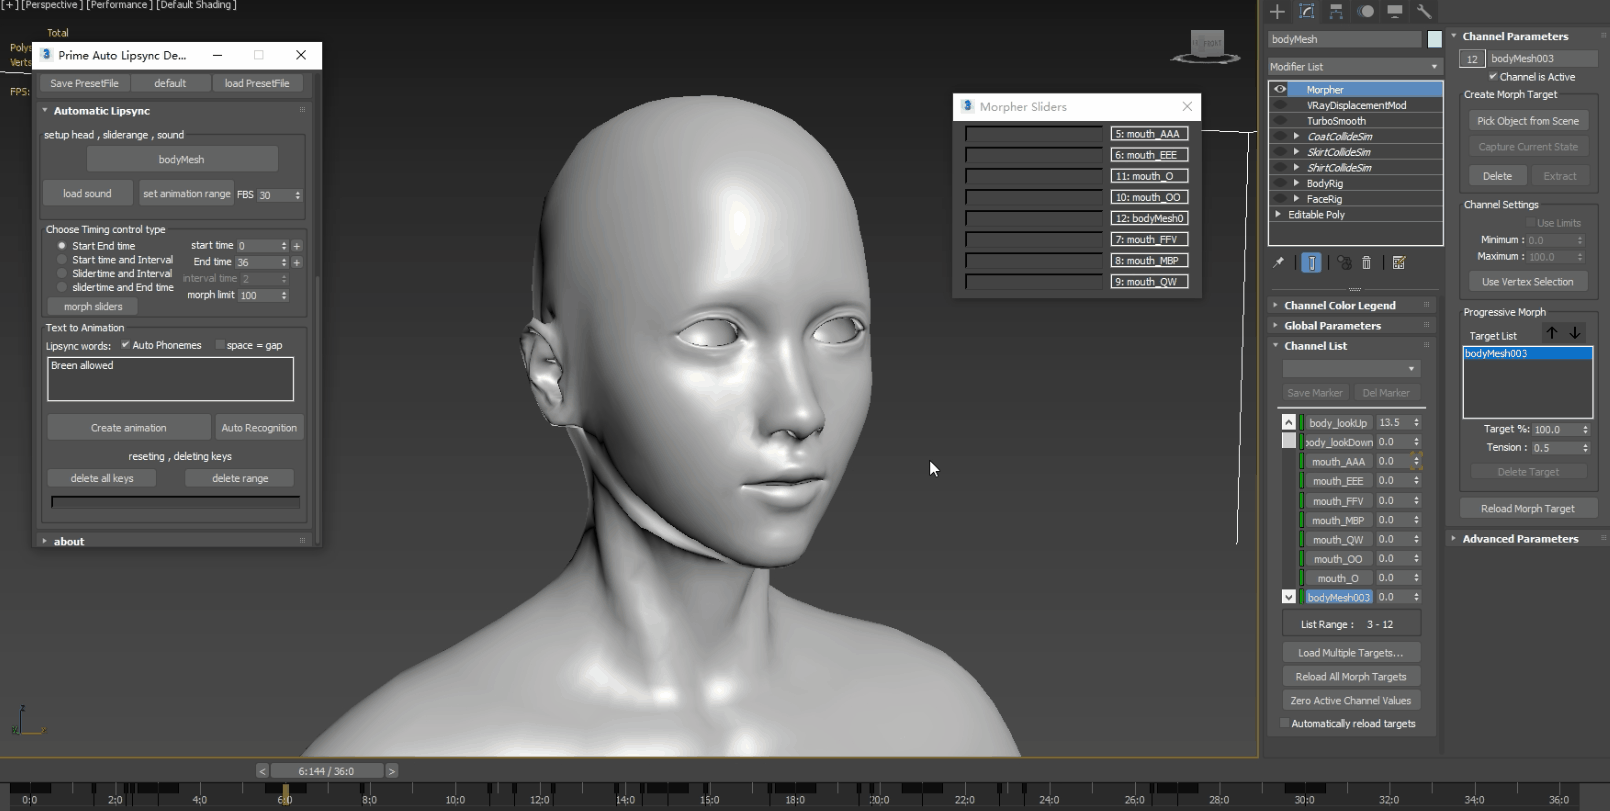 [+] [Perspective] [Performance] [Default Shading]
Total
Polys
Verts
FPS:
3 Prime Auto Lipsync De...
Save PresetFile default load PresetFile
Automatic Lipsync
setup head , sliderange , sound
bodyMesh
load sound set animation range FBS 30
Choose Timing control type
Start End time start time 0 +
Start time and Interval End time 36 +
Slidertime and Interval interval time 2
slidertime and End time morph limit 100
morph sliders
Text to Animation
Lipsync words: Auto Phonemes space = gap
Breen allowed
Create animation Auto Recognition
reseting , deleting keys
delete all keys delete range
about
3 Morpher Sliders
5: mouth_AAA
6: mouth_EEE
11: mouth_O
10: mouth_OO
12: bodyMesh0
7: mouth_FFV
8: mouth_MBP
9: mouth_QW
FRONT
bodyMesh
Modifier List
Morpher
VRayDisplacementMod
TurboSmooth
CoatCollideSim
SkirtCollideSim
ShirtCollideSim
BodyRig
FaceRig
Editable Poly
Channel Color Legend
Global Parameters
Channel List
Save Marker Del Marker
body_lookUp 13.5
body_lookDown 0.0
mouth_AAA 0.0
mouth_EEE 0.0
mouth_FFV 0.0
mouth_MBP 0.0
mouth_QW 0.0
mouth_OO 0.0
mouth_O 0.0
bodyMesh003 0.0
List Range : 3 - 12
Load Multiple Targets...
Reload All Morph Targets
Zero Active Channel Values
Automatically reload targets
Channel Parameters
12 bodyMesh003
Channel is Active
Create Morph Target
Pick Object from Scene
Capture Current State
Delete Extract
Channel Settings
Use Limits
Minimum : 0.0
Maximum : 100.0
Use Vertex Selection
Progressive Morph
Target List
bodyMesh003
Target %: 100.0
Tension : 0.5
Delete Target
Reload Morph Target
Advanced Parameters
z
x
< 6:144 / 36:0 >
0:0 2:0 4:0 6:0 8:0 10:0 12:0 14:0 15:0 18:0 20:0 22:0 24:0 26:0 28:0 30:0 32:0 34:0 36:0